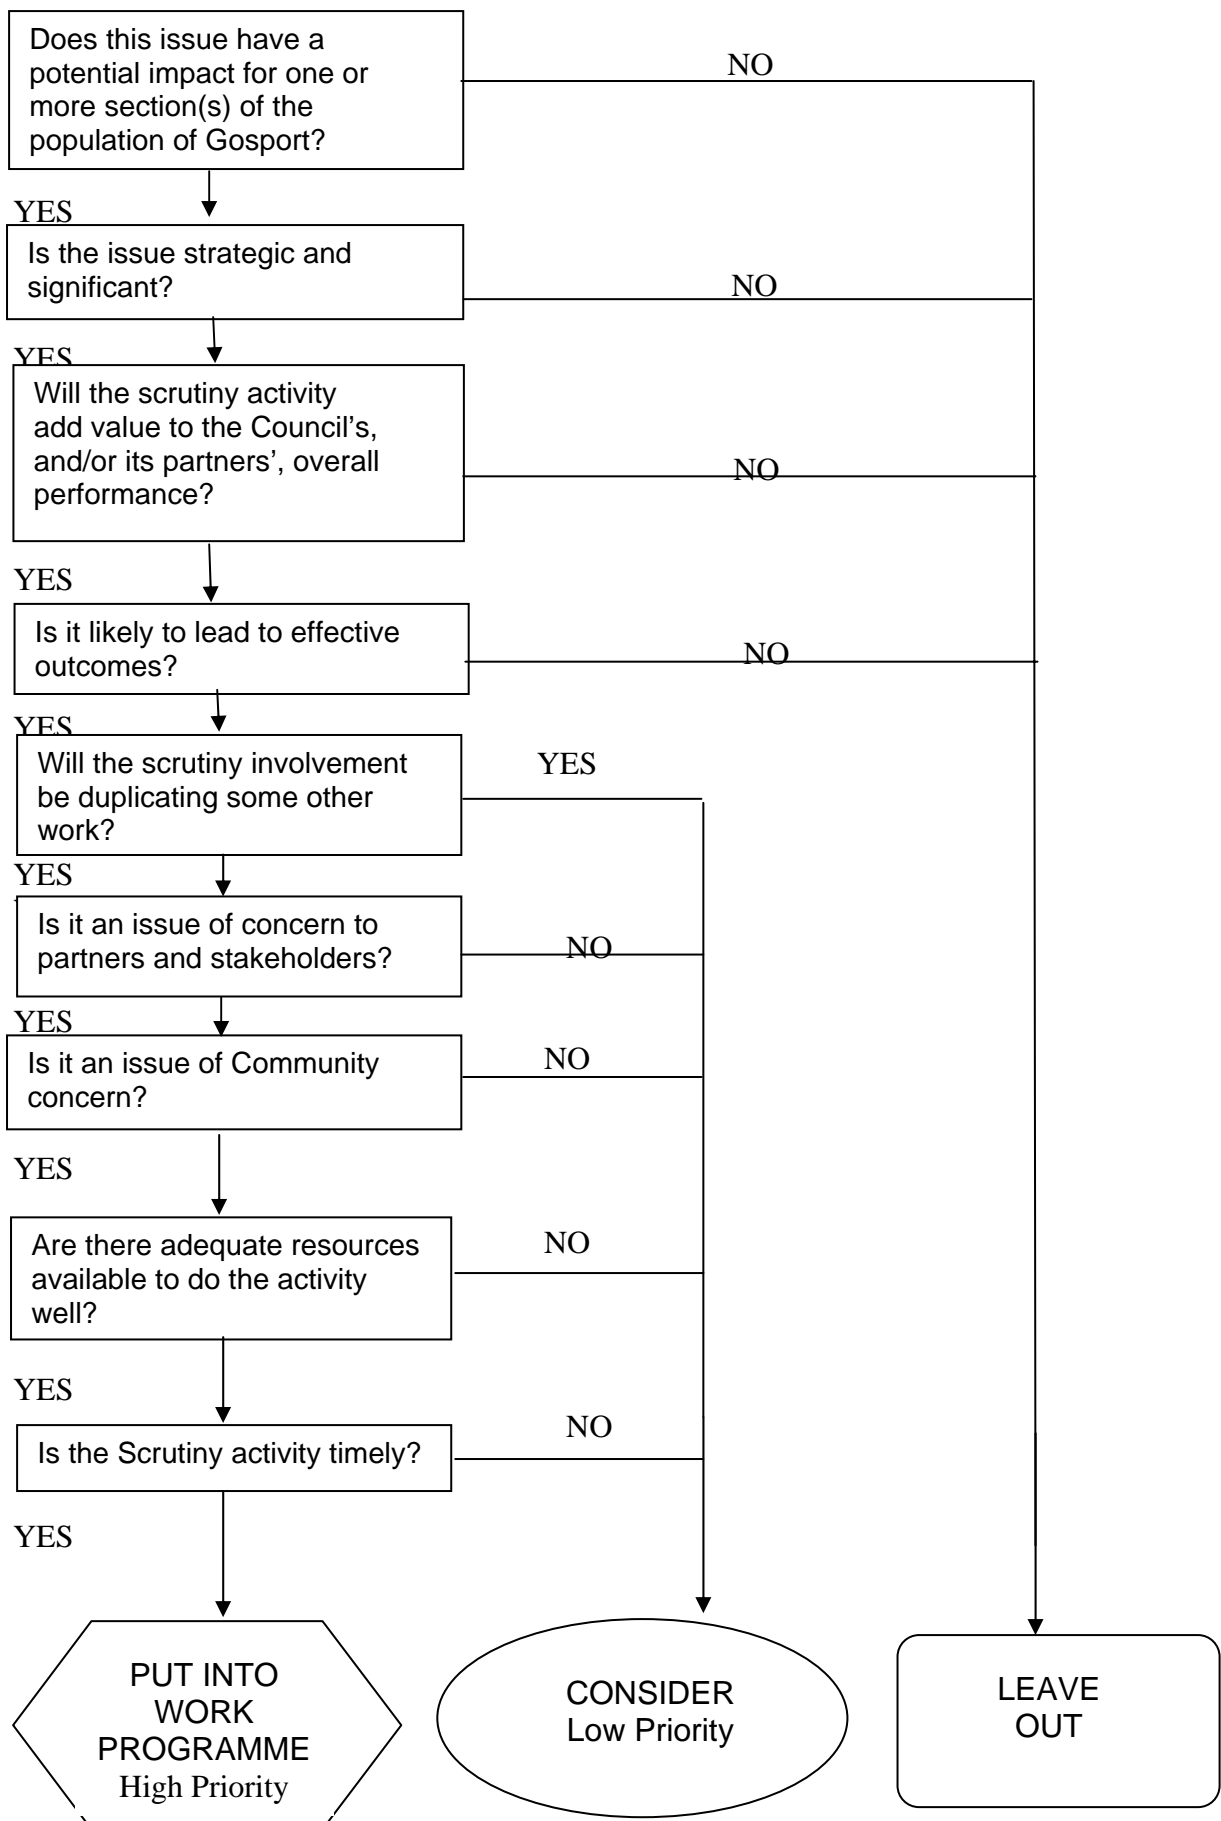 Does this issue have a
potential impact for one or
more section(s) of the
population of Gosport?
NO
YES
Is the issue strategic and
significant?
NO
YES
Will the scrutiny activity
add value to the Council's,
and/or its partners', overall
performance?
NO
YES
Is it likely to lead to effective
outcomes?
NO
YES
Will the scrutiny involvement
be duplicating some other
work?
YES
YES
Is it an issue of concern to
partners and stakeholders?
NO
YES
Is it an issue of Community
concern?
NO
YES
Are there adequate resources
available to do the activity
well?
NO
YES
Is the Scrutiny activity timely?
NO
YES
PUT INTO
WORK
PROGRAMME
High Priority
CONSIDER
Low Priority
LEAVE
OUT